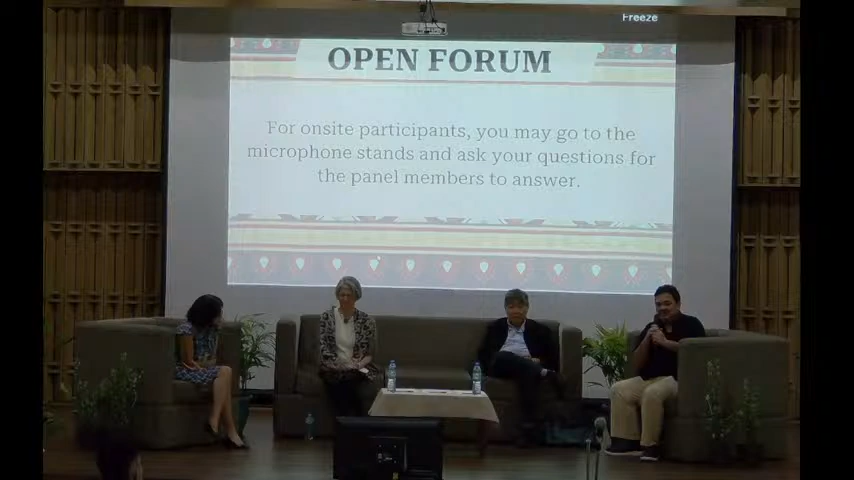 Freeze
OPEN FORUM
For onsite participants, you may go to the
microphone stands and ask your questions for
the panel members to answer.